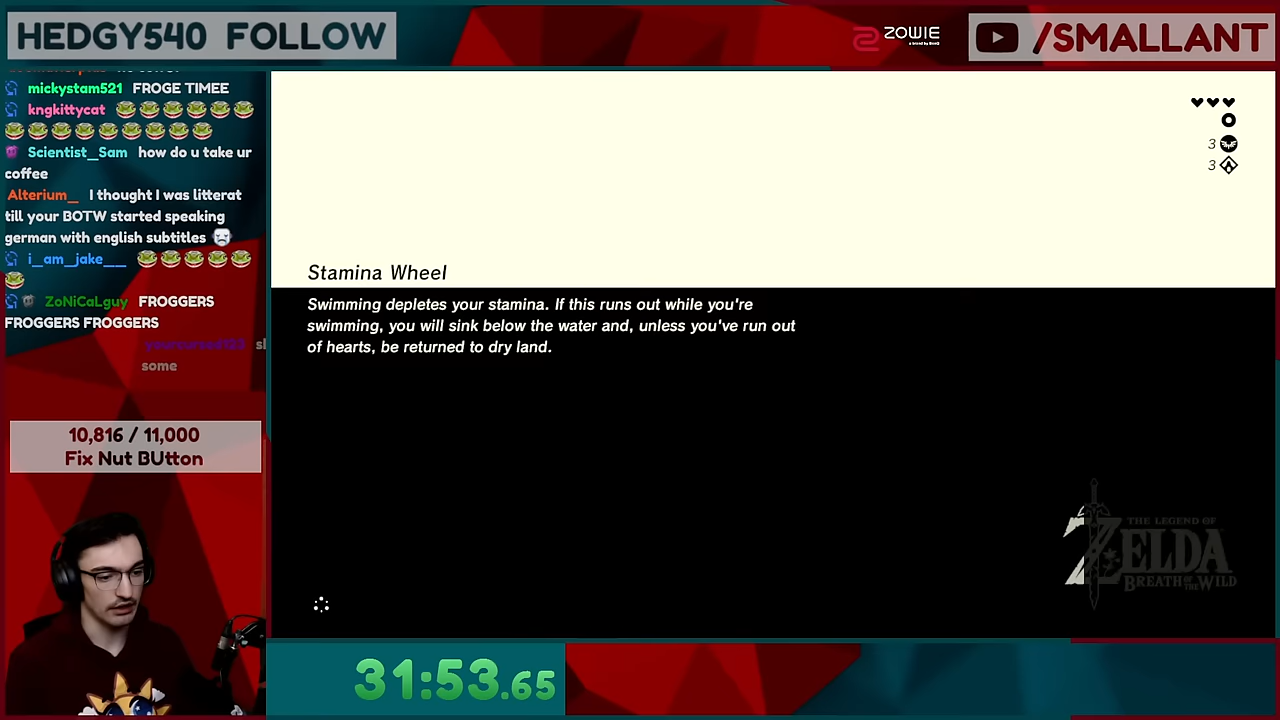 HEDGY540 FOLLOW
ZOWIE
/SMALLANT
mickystam521 FROGE TIMEE
kngkittycat
Scientist_Sam how do u take ur
coffee
Alterium_ I thought I was litterat
till your BOTW started speaking
german with english subtitles
i_am_jake__
ZoNiCaLguy FROGGERS
FROGGERS FROGGERS
some
10,816 / 11,000
Fix Nut BUtton
3
3
Stamina Wheel
Swimming depletes your stamina. If this runs out while you're
swimming, you will sink below the water and, unless you've run out
of hearts, be returned to dry land.
THE LEGEND OF
ZELDA
BREATH OF THE WILD
31:53.65